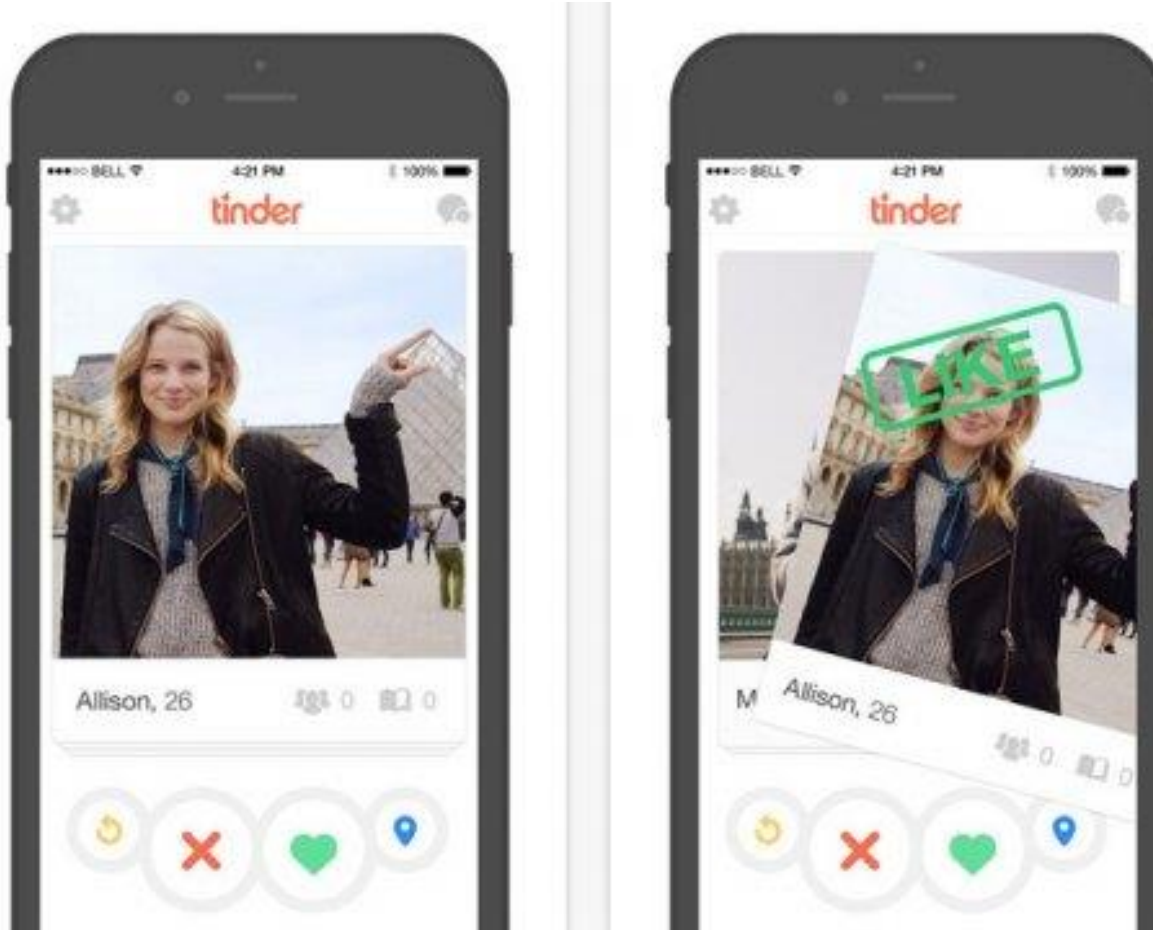 BELL 4:21 PM 100%
tinder
Allison, 26 0 0
BELL 4:21 PM 100%
tinder
LIKE
M
Allison, 26
0 0